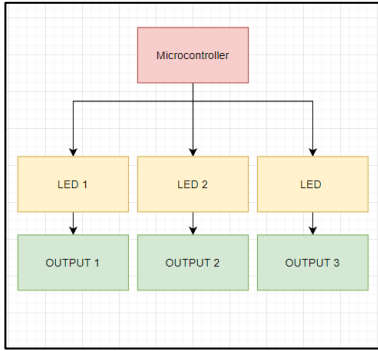 Microcontroller
LED 1
LED 2
LED
OUTPUT 1
OUTPUT 2
OUTPUT 3